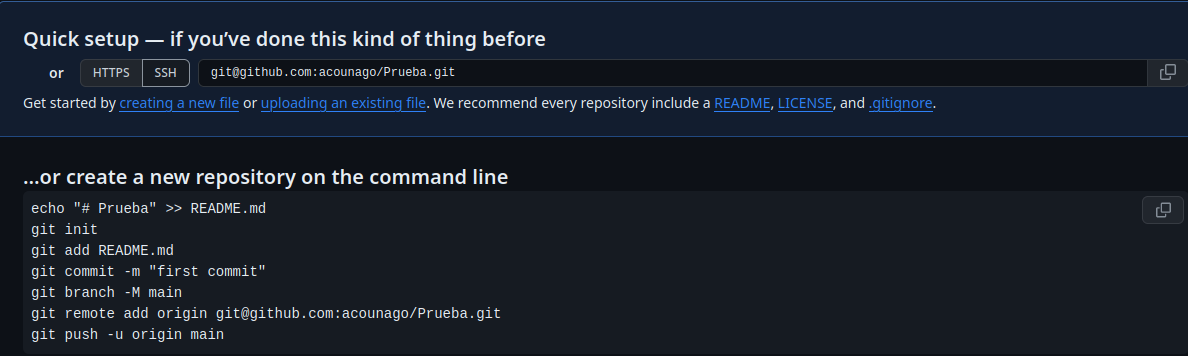 Quick setup — if you’ve done this kind of thing before
or HTTPS SSH git@github.com:acounago/Prueba.git
Get started by creating a new file or uploading an existing file. We recommend every repository include a README, LICENSE, and .gitignore.
…or create a new repository on the command line
echo "# Prueba" >> README.md
git init
git add README.md
git commit -m "first commit"
git branch -M main
git remote add origin git@github.com:acounago/Prueba.git
git push -u origin main